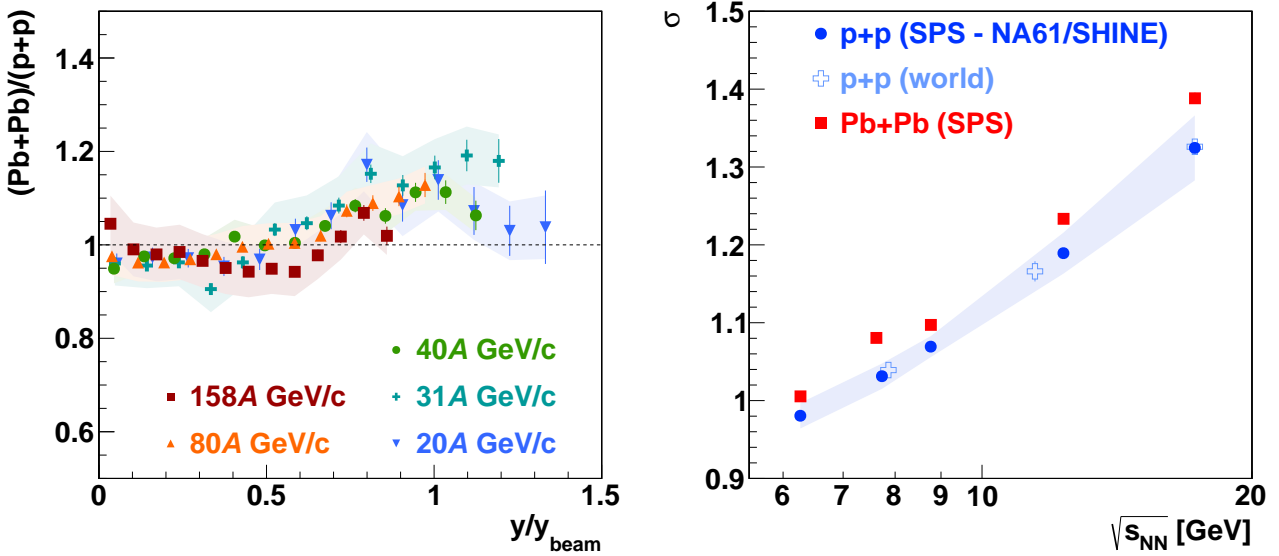 (Pb+Pb)/(p+p)
1.4
1.2
1
0.8
0.6
40A GeV/c
158A GeV/c
31A GeV/c
80A GeV/c
20A GeV/c
0
0.5
1
1.5
y/y_beam
σ
1.5
1.4
1.3
1.2
1.1
1
0.9
p+p (SPS - NA61/SHINE)
p+p (world)
Pb+Pb (SPS)
6
7
8
9
10
20
√s_NN [GeV]